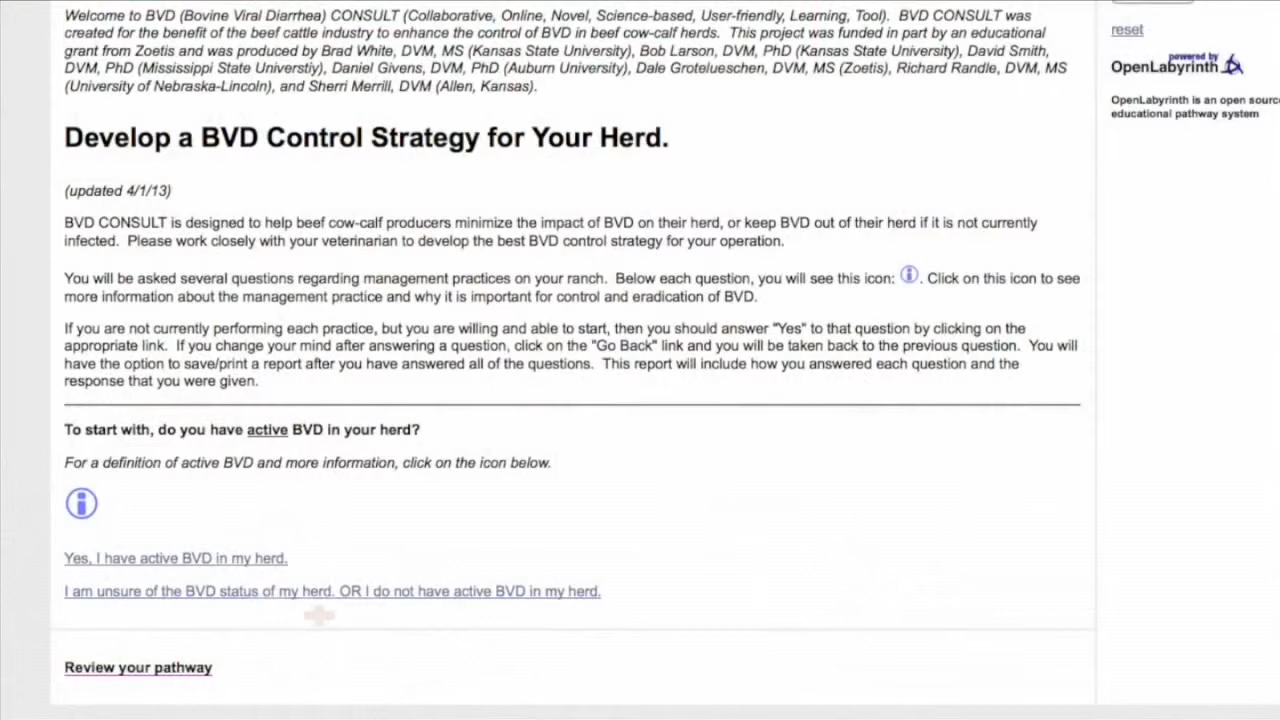 Welcome to BVD (Bovine Viral Diarrhea) CONSULT (Collaborative, Online, Novel, Science-based, User-friendly, Learning, Tool).  BVD CONSULT was
created for the benefit of the beef cattle industry to enhance the control of BVD in beef cow-calf herds.  This project was funded in part by an educational
grant from Zoetis and was produced by Brad White, DVM, MS (Kansas State University), Bob Larson, DVM, PhD (Kansas State University), David Smith,
DVM, PhD (Mississippi State Universtiy), Daniel Givens, DVM, PhD (Auburn University), Dale Grotelueschen, DVM, MS (Zoetis), Richard Randle, DVM, MS
(University of Nebraska-Lincoln), and Sherri Merrill, DVM (Allen, Kansas).
Develop a BVD Control Strategy for Your Herd.
(updated 4/1/13)
BVD CONSULT is designed to help beef cow-calf producers minimize the impact of BVD on their herd, or keep BVD out of their herd if it is not currently
infected.  Please work closely with your veterinarian to develop the best BVD control strategy for your operation.
You will be asked several questions regarding management practices on your ranch.  Below each question, you will see this icon: . Click on this icon to see
more information about the management practice and why it is important for control and eradication of BVD.
If you are not currently performing each practice, but you are willing and able to start, then you should answer "Yes" to that question by clicking on the
appropriate link.  If you change your mind after answering a question, click on the "Go Back" link and you will be taken back to the previous question.  You will
have the option to save/print a report after you have answered all of the questions.  This report will include how you answered each question and the
response that you were given.
To start with, do you have active BVD in your herd?
For a definition of active BVD and more information, click on the icon below.
Yes, I have active BVD in my herd.
I am unsure of the BVD status of my herd. OR I do not have active BVD in my herd.
Review your pathway
reset
powered by
OpenLabyrinth
OpenLabyrinth is an open source
educational pathway system